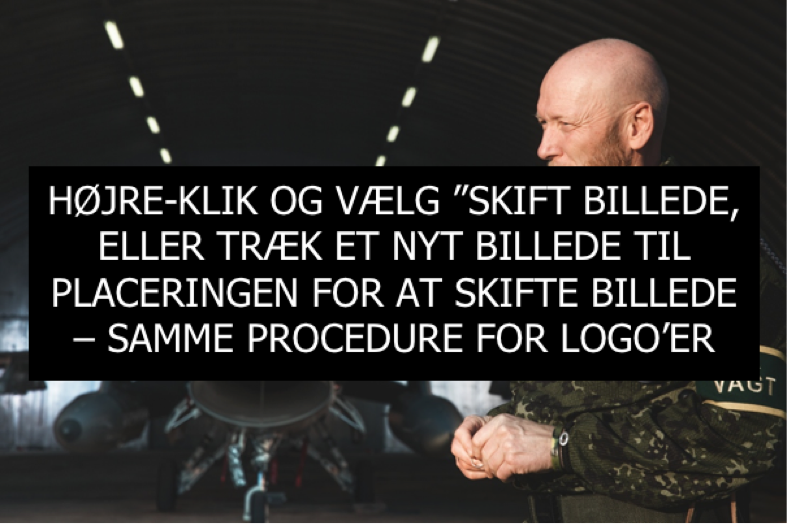 HØJRE-KLIK OG VÆLG ”SKIFT BILLEDE,
ELLER TRÆK ET NYT BILLEDE TIL
PLACERINGEN FOR AT SKIFTE BILLEDE
– SAMME PROCEDURE FOR LOGO’ER
VAGT